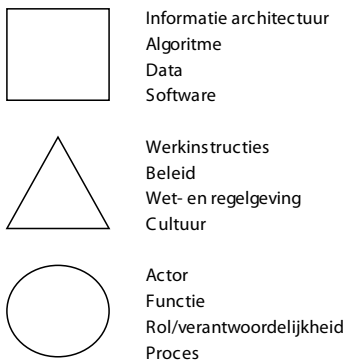 Informatie architectuur
Algoritme
Data
Software
Werkinstructies
Beleid
Wet- en regelgeving
Cultuur
Actor
Functie
Rol/verantwoordelijkheid
Proces